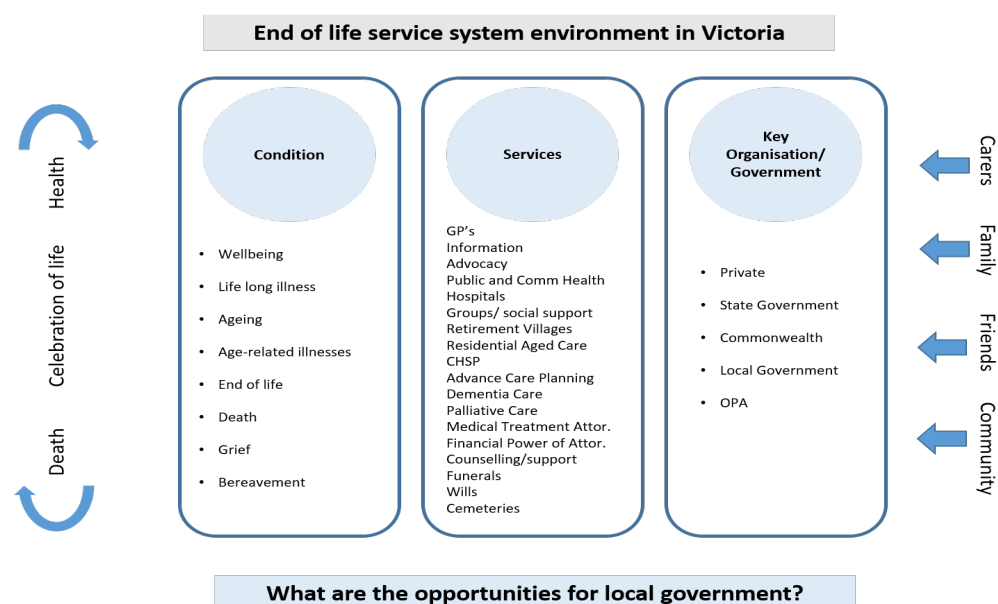 End of life service system environment in Victoria
Health
Celebration of life
Death
Condition
• Wellbeing
• Life long illness
• Ageing
• Age-related illnesses
• End of life
• Death
• Grief
• Bereavement
Services
GP's
Information
Advocacy
Public and Comm Health
Hospitals
Groups/ social support
Retirement Villages
Residential Aged Care
CHSP
Advance Care Planning
Dementia Care
Palliative Care
Medical Treatment Attor.
Financial Power of Attor.
Counselling/support
Funerals
Wills
Cemeteries
Key
Organisation/
Government
• Private
• State Government
• Commonwealth
• Local Government
• OPA
Carers
Family
Friends
Community
What are the opportunities for local government?